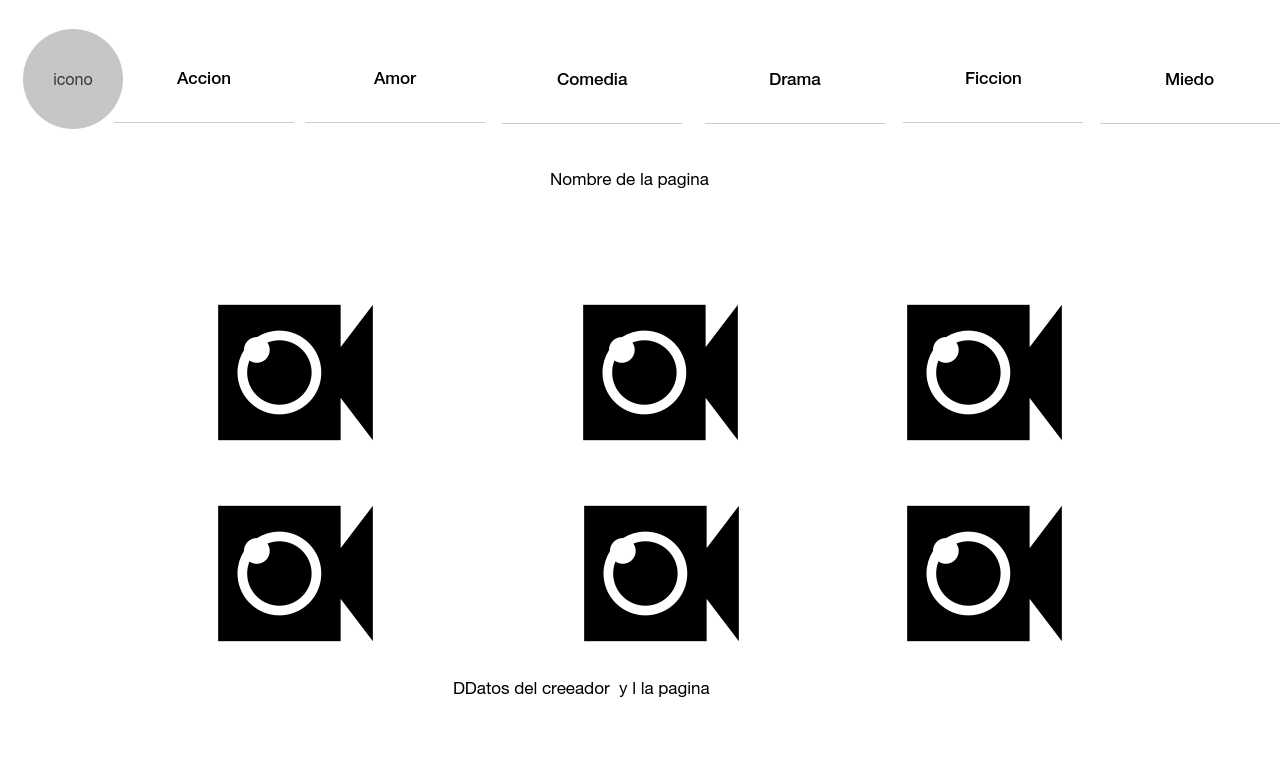 icono Accion Amor Comedia Drama Ficcion Miedo
Nombre de la pagina
DDatos del creeador  y l la pagina